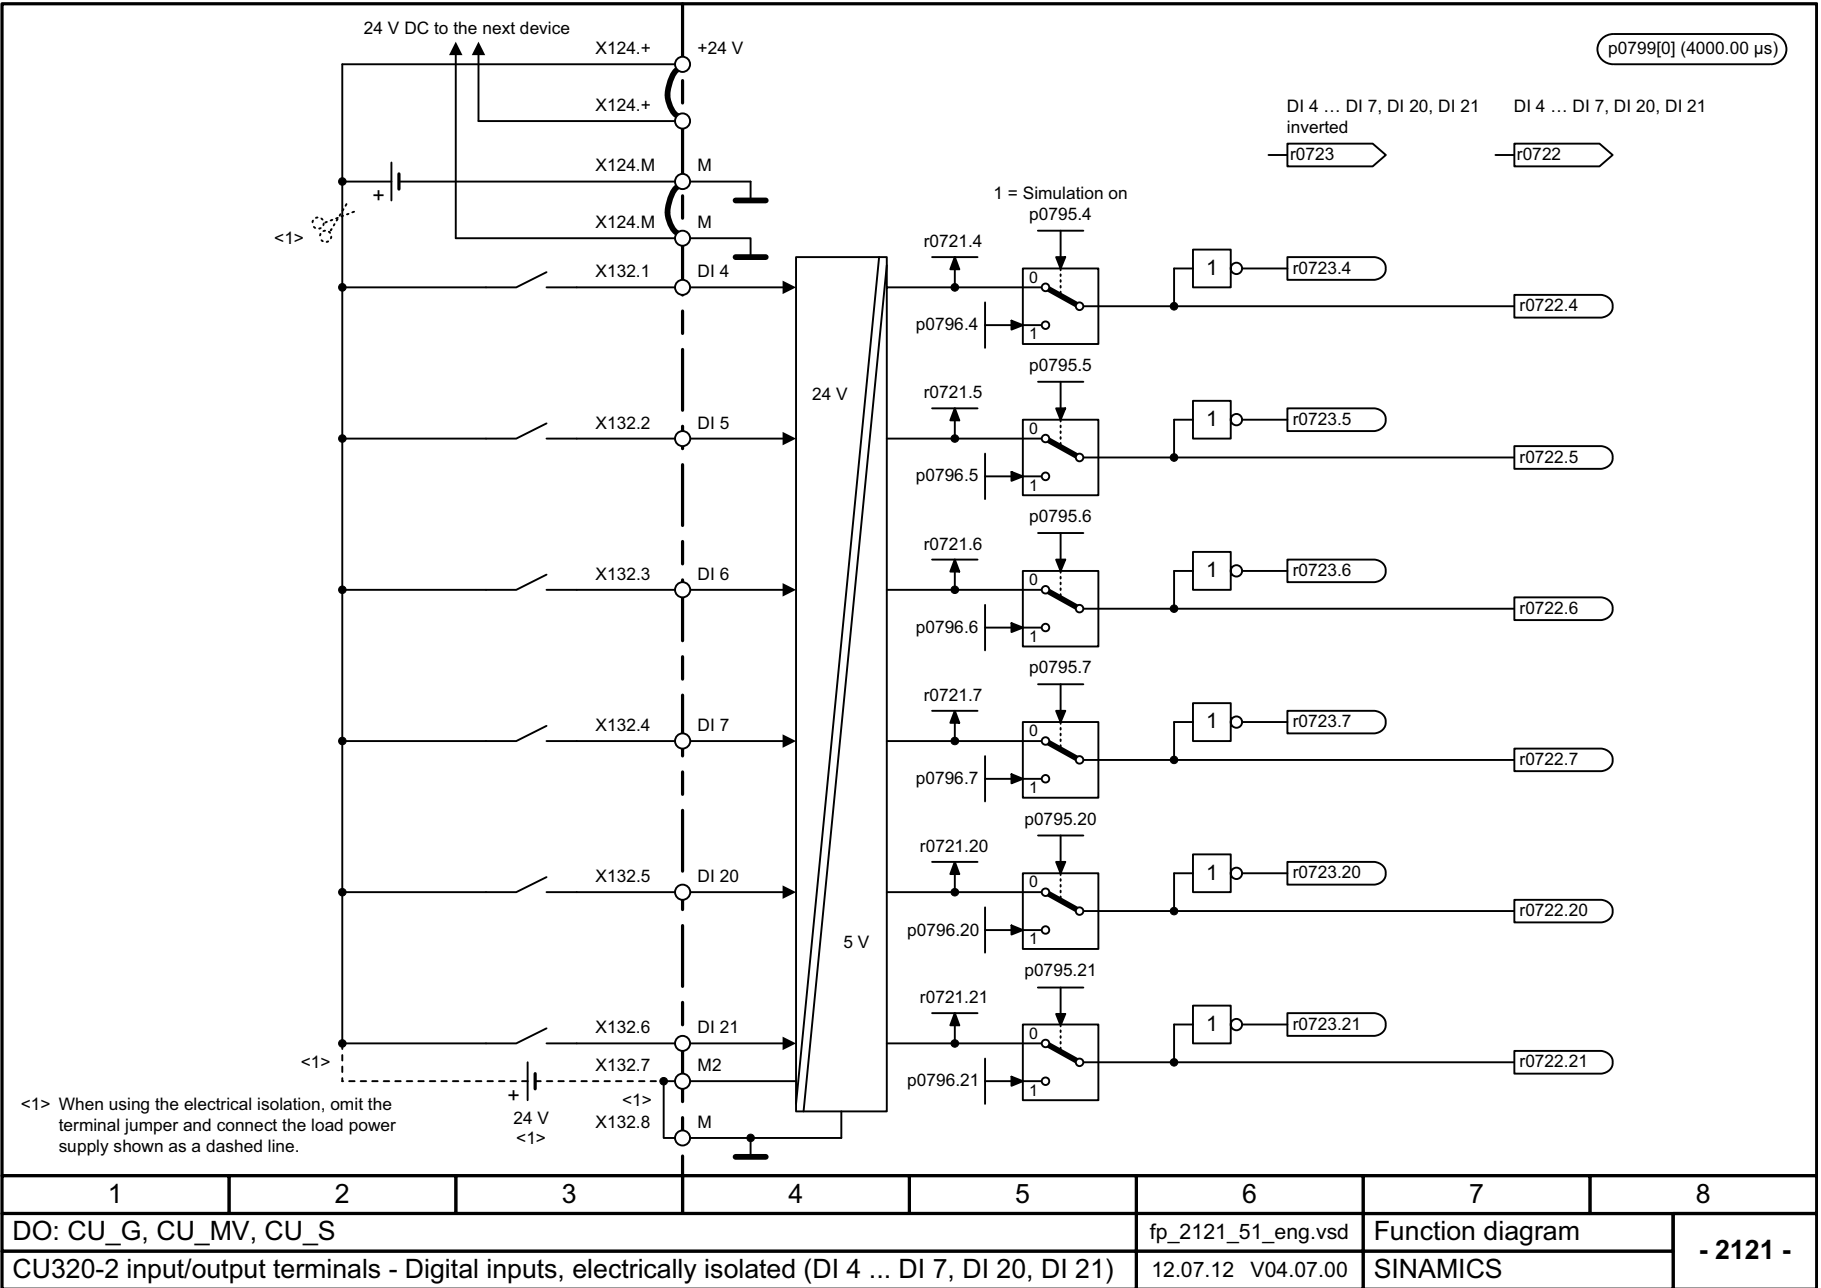 24 V DC to the next device
X124.+
+24 V
p0799[0] (4000.00 µs)
X124.+
DI 4 ... DI 7, DI 20, DI 21
inverted
DI 4 ... DI 7, DI 20, DI 21
r0723
r0722
X124.M
M
+
1 = Simulation on
p0795.4
<1>
X124.M
M
r0721.4
X132.1
DI 4
0
1
r0723.4
r0722.4
p0796.4
1
p0795.5
24 V
r0721.5
X132.2
DI 5
0
1
r0723.5
r0722.5
p0796.5
1
p0795.6
r0721.6
X132.3
DI 6
0
1
r0723.6
r0722.6
p0796.6
1
p0795.7
r0721.7
X132.4
DI 7
0
1
r0723.7
r0722.7
p0796.7
1
p0795.20
r0721.20
X132.5
DI 20
0
1
r0723.20
r0722.20
p0796.20
1
5 V
p0795.21
r0721.21
X132.6
DI 21
0
1
r0723.21
r0722.21
<1>
X132.7
M2
p0796.21
1
+
24 V
<1>
<1>
X132.8
M
<1> When using the electrical isolation, omit the
terminal jumper and connect the load power
supply shown as a dashed line.
1 2 3 4 5 6 7 8
DO: CU_G, CU_MV, CU_S
fp_2121_51_eng.vsd
Function diagram
- 2121 -
CU320-2 input/output terminals - Digital inputs, electrically isolated (DI 4 ... DI 7, DI 20, DI 21)
12.07.12 V04.07.00
SINAMICS